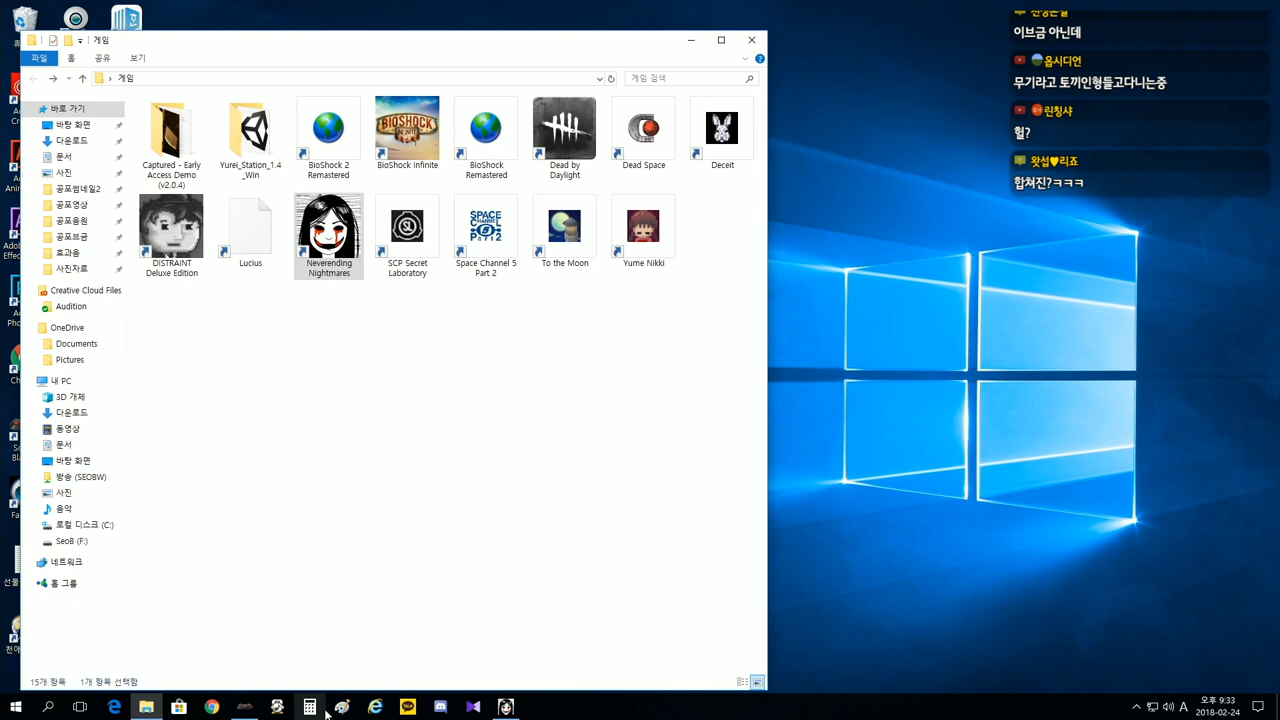 게임
파일
홈
공유
보기
게임
게임 검색
바로 가기
바탕 화면
다운로드
문서
사진
공포썸네일2
공포영상
공포음원
공포브금
효과음
사진자료
Creative Cloud Files
Audition
OneDrive
Documents
Pictures
내 PC
3D 개체
다운로드
동영상
문서
바탕 화면
방송 (SEOBW)
사진
음악
로컬 디스크 (C:)
SeoB (F:)
네트워크
홈 그룹
Captured - Early
Access Demo
(v2.0.4)
Yurei_Station_1.4
_Win
BioShock 2
Remastered
BioShock Infinite
BioShock
Remastered
Dead by
Daylight
Dead Space
Deceit
DISTRAINT
Deluxe Edition
Lucius
Neverending
Nightmares
SCP Secret
Laboratory
Space Channel 5
Part 2
To the Moon
Yume Nikki
BIOSHOCK
SPACE
CHANNEL
PART2
15개 항목
1개 항목 선택함
이브금 아닌데
옵시디언
무기라고 토끼인형들고다니는중
린칭샤
헐?
왓섭♥리죠
합쳐진?ㅋㅋㅋ
A
오후 9:33
2018-02-24